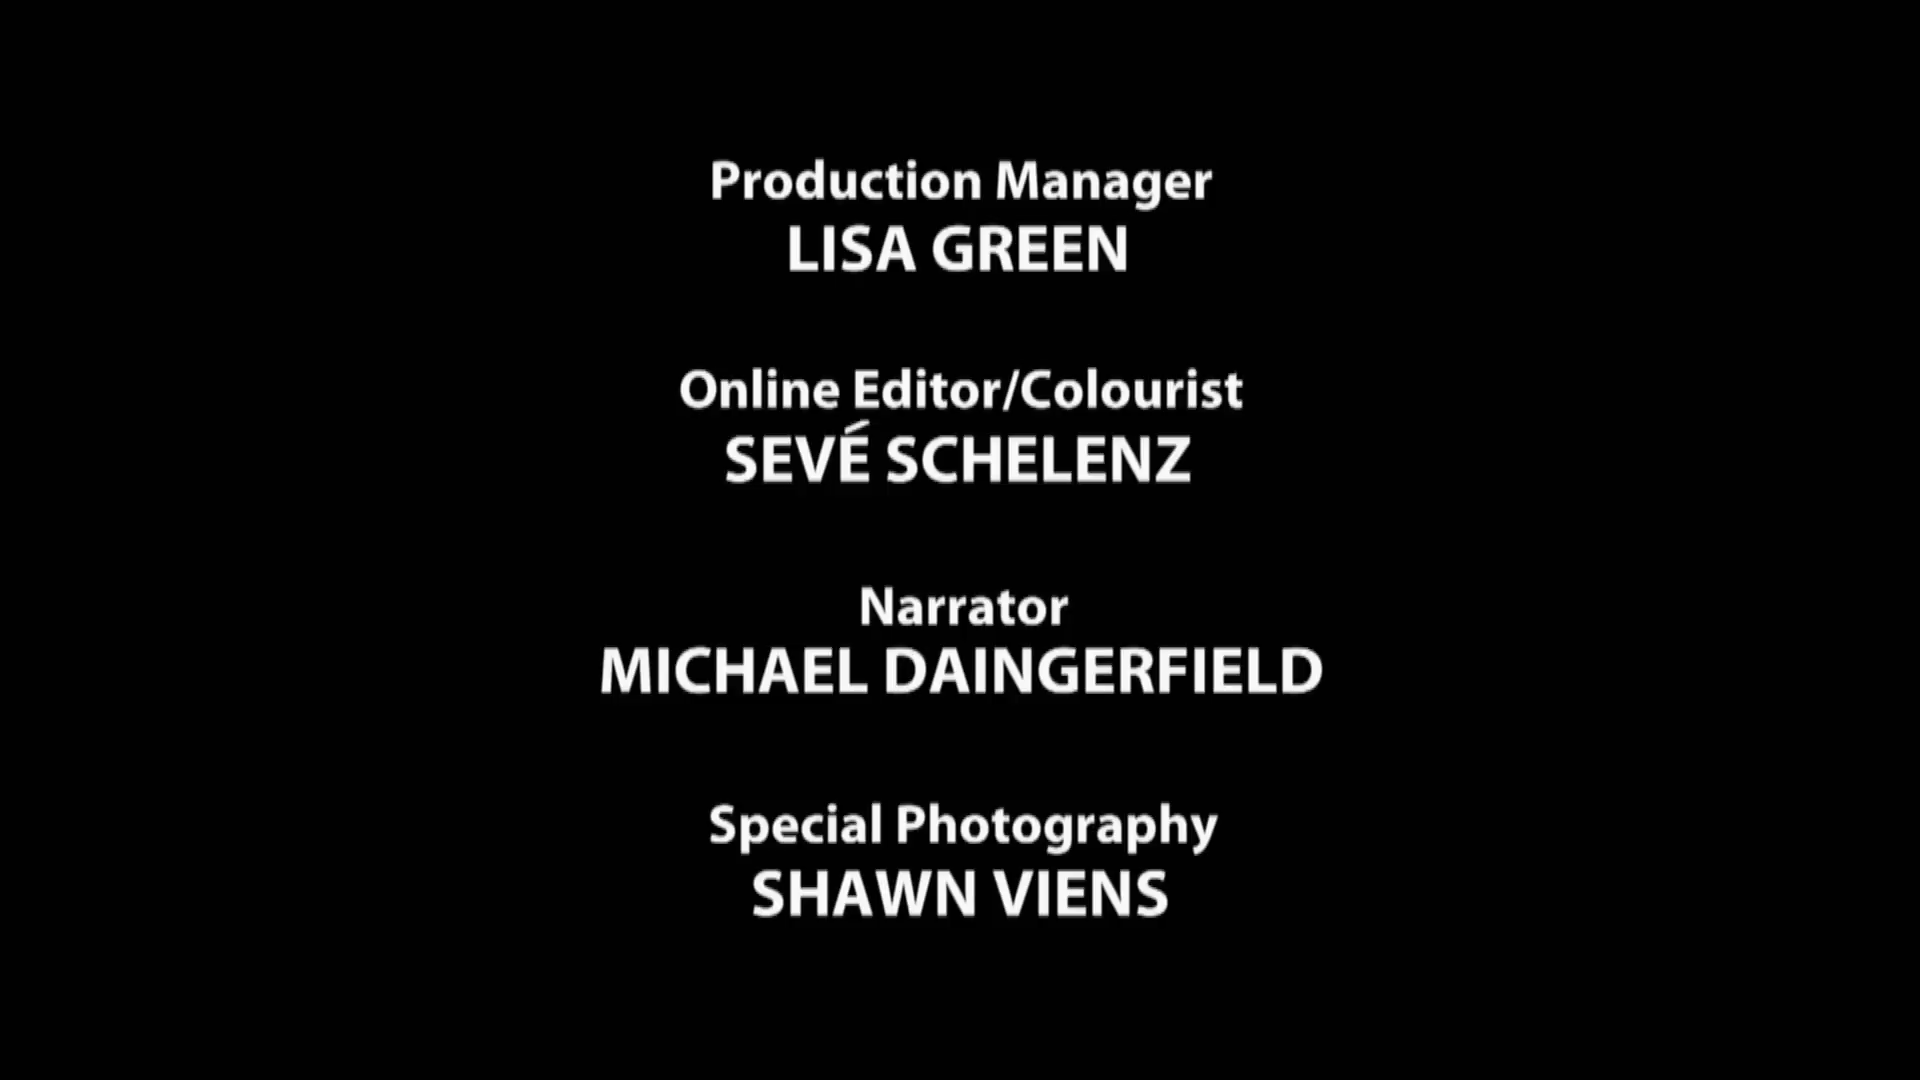 Production Manager
LISA GREEN
Online Editor/Colourist
SEVÉ SCHELENZ
Narrator
MICHAEL DAINGERFIELD
Special Photography
SHAWN VIENS